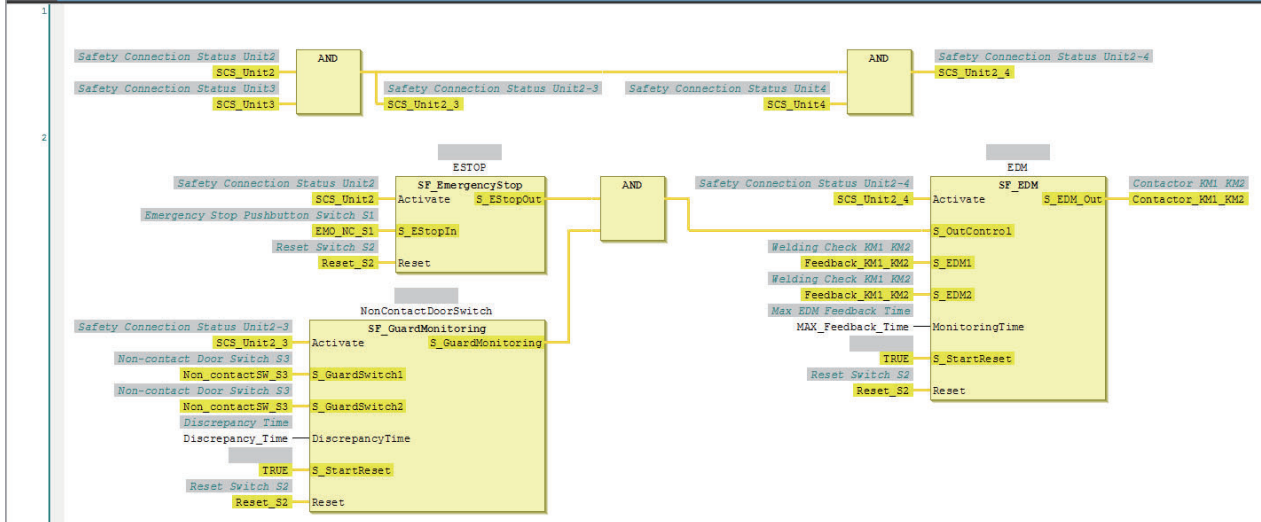 1
Safety Connection Status Unit2
AND
SCS_Unit2
Safety Connection Status Unit3
SCS_Unit3
Safety Connection Status Unit2-3
SCS_Unit2_3
Safety Connection Status Unit4
SCS_Unit4
AND
Safety Connection Status Unit2-4
SCS_Unit2_4
2
ESTOP
SF_EmergencyStop
Safety Connection Status Unit2
SCS_Unit2
Activate
S_EStopOut
Emergency Stop Pushbutton Switch S1
EMO_NC_S1
S_EStopIn
Reset Switch S2
Reset_S2
Reset
NonContactDoorSwitch
SF_GuardMonitoring
Safety Connection Status Unit2-3
SCS_Unit2_3
Activate
S_GuardMonitoring
Non-contact Door Switch S3
Non_contactSW_S3
S_GuardSwitch1
Non-contact Door Switch S3
Non_contactSW_S3
S_GuardSwitch2
Discrepancy Time
Discrepancy_Time
DiscrepancyTime
TRUE
S_StartReset
Reset Switch S2
Reset_S2
Reset
AND
EDM
SF_EDM
Safety Connection Status Unit2-4
SCS_Unit2_4
Activate
S_EDM_Out
Contactor KM1 KM2
Contactor_KM1_KM2
S_OutControl
Welding Check KM1 KM2
Feedback_KM1_KM2
S_EDM1
Welding Check KM1 KM2
Feedback_KM1_KM2
S_EDM2
Max EDM Feedback Time
MAX_Feedback_Time
MonitoringTime
TRUE
S_StartReset
Reset Switch S2
Reset_S2
Reset